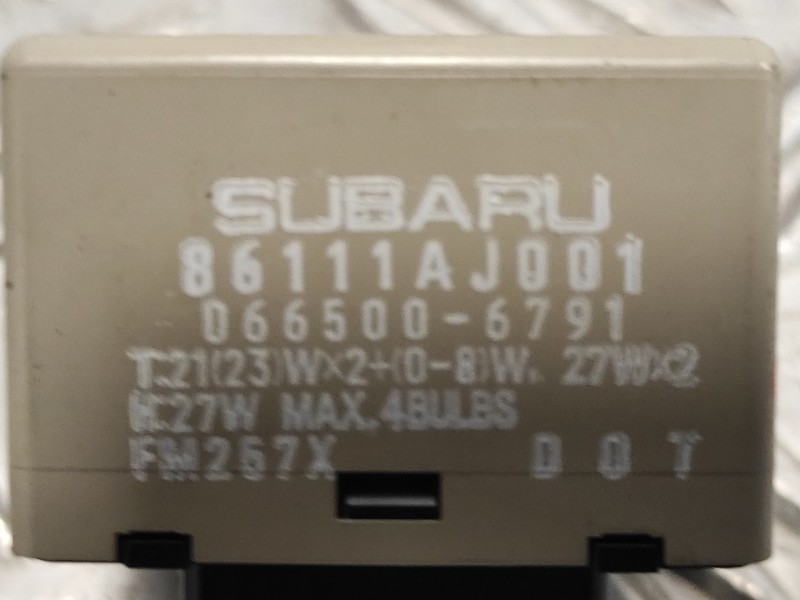 SUBARU
86111AJ001
066500-6791
T:21(23)W×2+(0-8)W, 27W×2
H:27W MAX.4BULBS
FM257X DOT